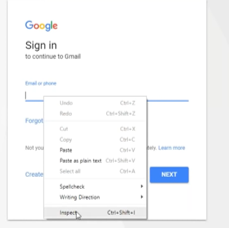 Google
Sign in
to continue to Gmail
Email or phone
Undo Ctrl+Z
Redo Ctrl+Shift+Z
Forgot
Cut Ctrl+X
Copy Ctrl+C
Not you Paste Ctrl+V tely. Learn more
Paste as plain text Ctrl+Shift+V
Select all Ctrl+A
Create NEXT
Spellcheck
Writing Direction
Inspect Ctrl+Shift+I